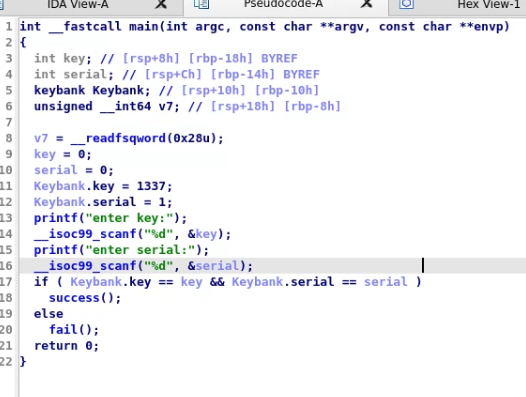 IDA View-A Pseudocode-A Hex View-1
1 int __fastcall main(int argc, const char **argv, const char **envp)
2 {
3 int key; // [rsp+8h] [rbp-18h] BYREF
4 int serial; // [rsp+Ch] [rbp-14h] BYREF
5 keybank Keybank; // [rsp+10h] [rbp-10h]
6 unsigned __int64 v7; // [rsp+18h] [rbp-8h]
7
8 v7 = __readfsqword(0x28u);
9 key = 0;
10 serial = 0;
11 Keybank.key = 1337;
12 Keybank.serial = 1;
13 printf("enter key:");
14 __isoc99_scanf("%d", &key);
15 printf("enter serial:");
16 __isoc99_scanf("%d", &serial);
17 if ( Keybank.key == key && Keybank.serial == serial )
18 success();
19 else
20 fail();
21 return 0;
22 }